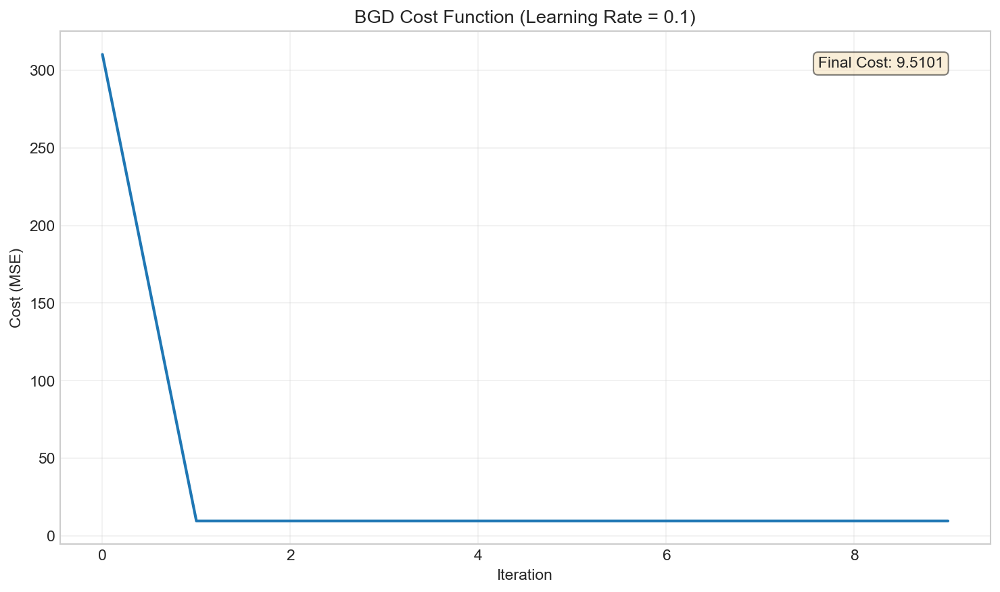 BGD Cost Function (Learning Rate = 0.1)
Final Cost: 9.5101
Cost (MSE)
300
250
200
150
100
50
0
0 2 4 6 8
Iteration